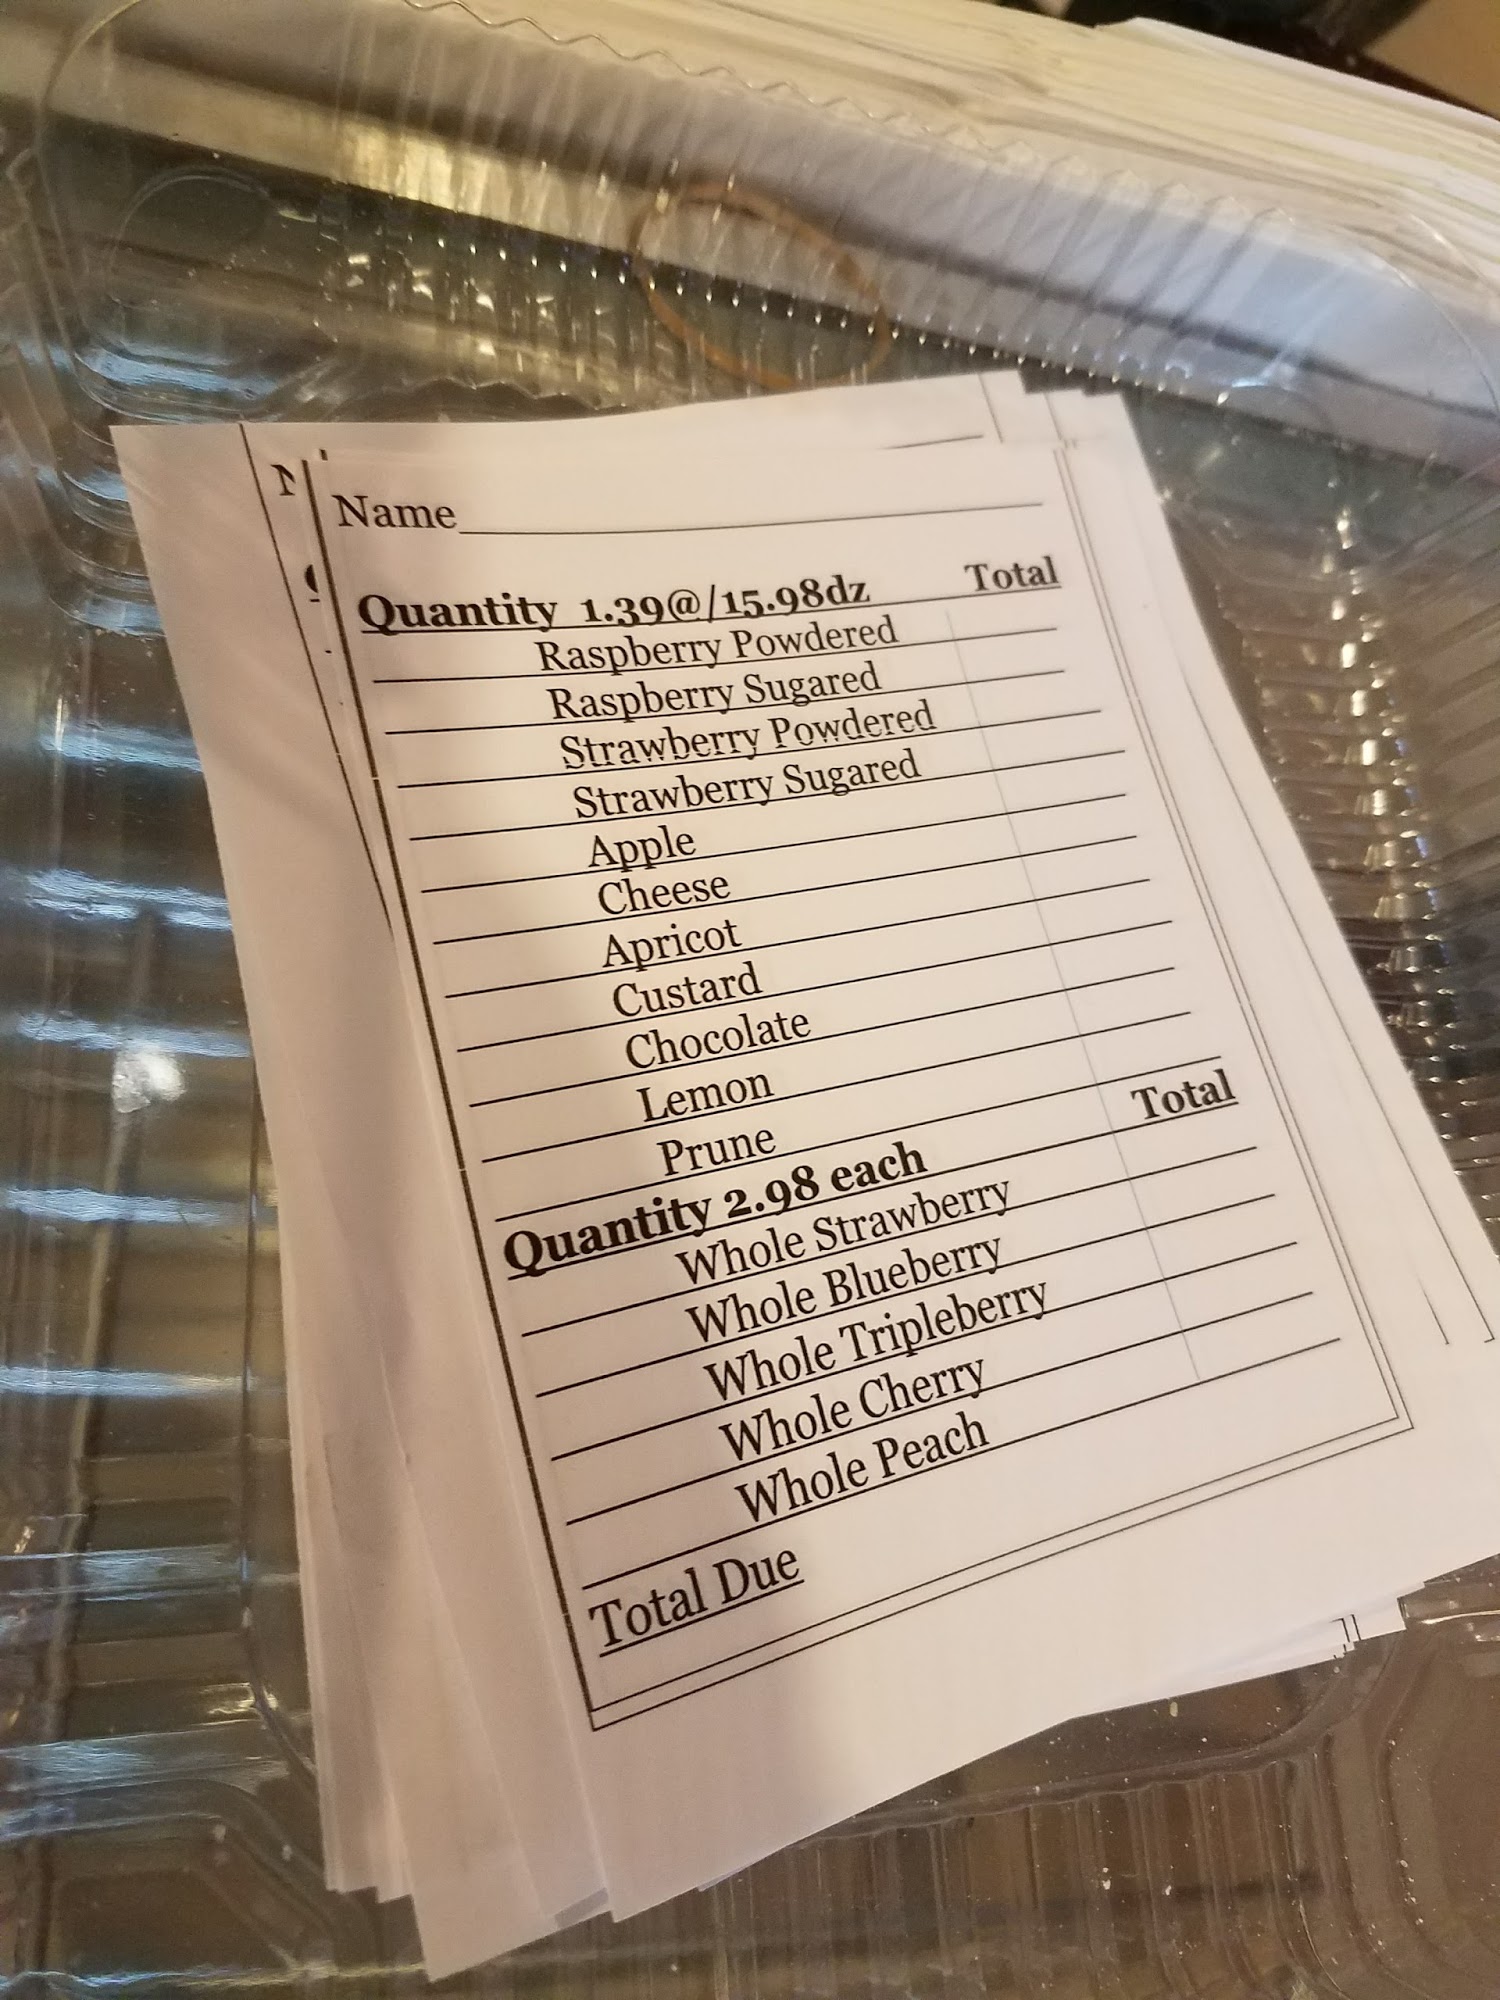 Name
Quantity 1.39@/15.98dz Total
Raspberry Powdered
Raspberry Sugared
Strawberry Powdered
Strawberry Sugared
Apple
Cheese
Apricot
Custard
Chocolate
Lemon
Prune
Quantity 2.98 each Total
Whole Strawberry
Whole Blueberry
Whole Tripleberry
Whole Cherry
Whole Peach
Total Due